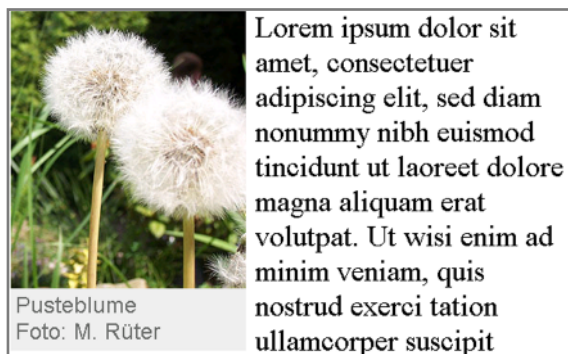 Pusteblume
Foto: M. Rüter
Lorem ipsum dolor sit
amet, consectetuer
adipiscing elit, sed diam
nonummy nibh euismod
tincidunt ut laoreet dolore
magna aliquam erat
volutpat. Ut wisi enim ad
minim veniam, quis
nostrud exerci tation
ullamcorper suscipit